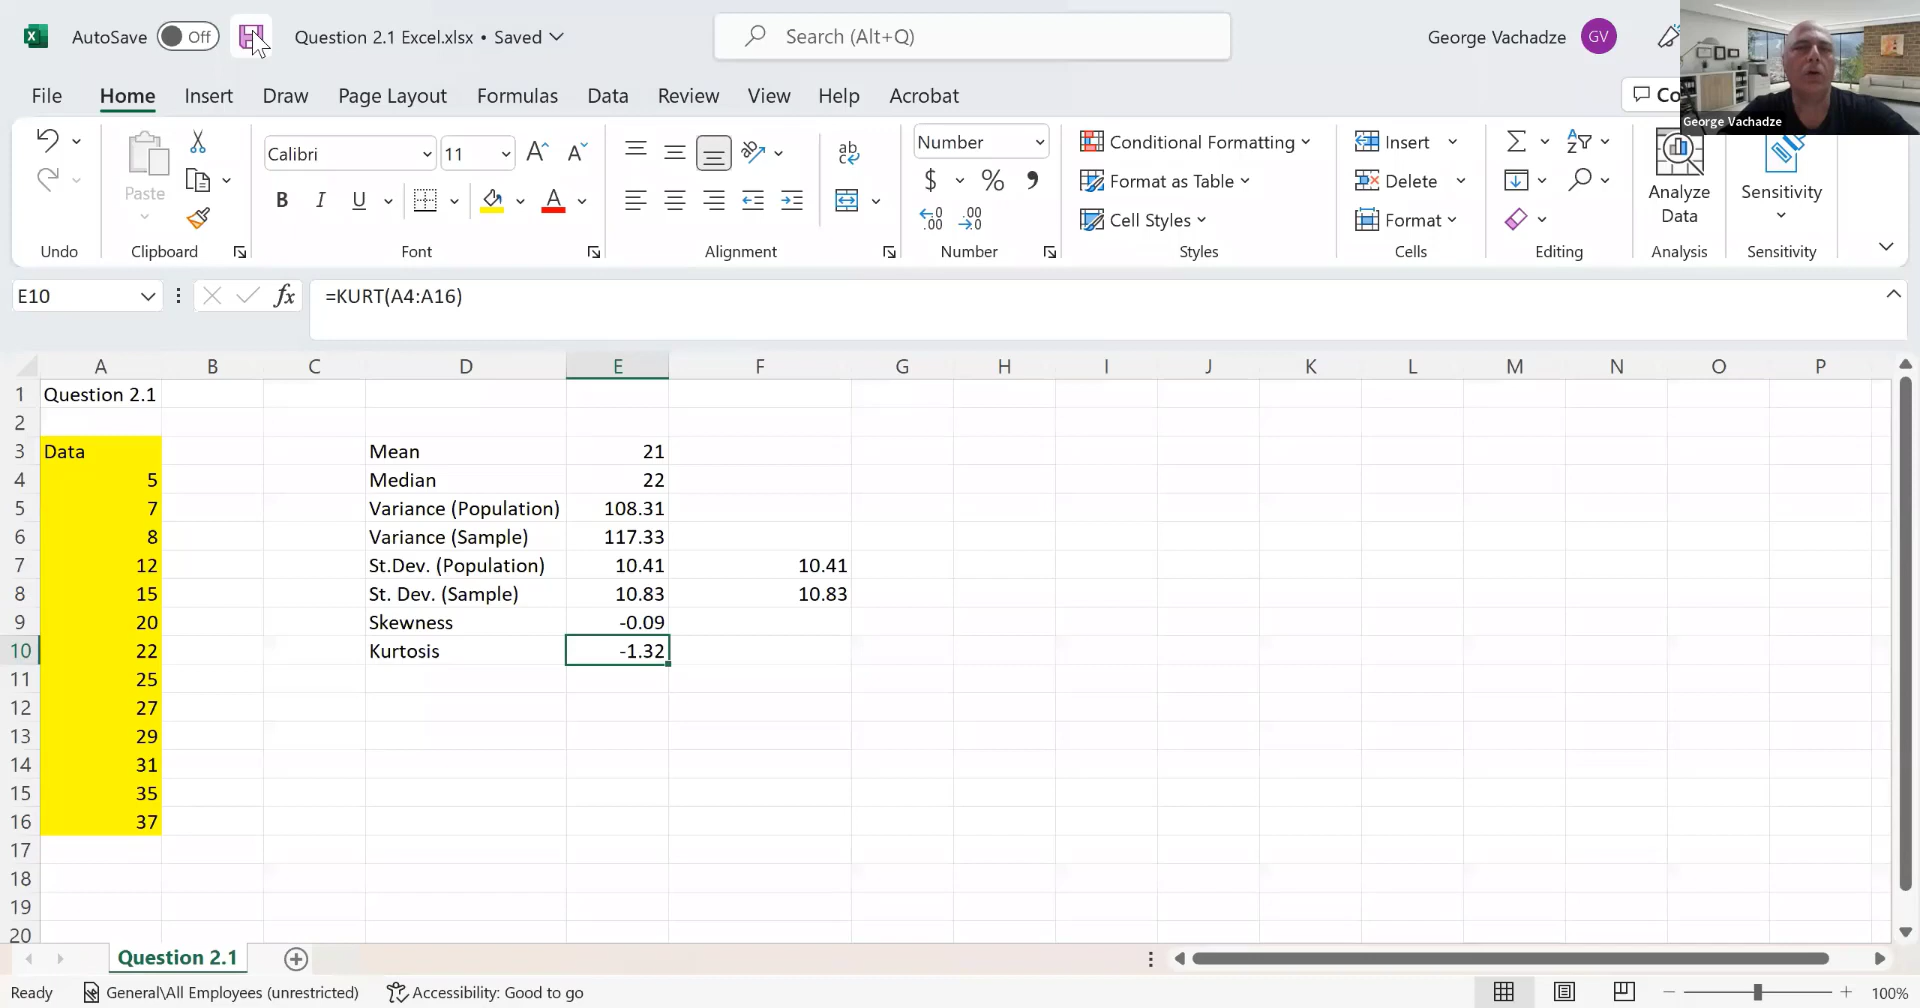 AutoSave Off Question 2.1 Excel.xlsx • Saved Search (Alt+Q) George Vachadze GV
File Home Insert Draw Page Layout Formulas Data Review View Help Acrobat Co
George Vachadze
Calibri 11 Number Conditional Formatting Insert
Paste B I U A $ % Format as Table Delete Analyze Data Sensitivity
Cell Styles Format
Undo Clipboard Font Alignment Number Styles Cells Editing Analysis Sensitivity
E10 fx =KURT(A4:A16)
A B C D E F G H I J K L M N O P
1 Question 2.1
2
3 Data Mean 21
4 5 Median 22
5 7 Variance (Population) 108.31
6 8 Variance (Sample) 117.33
7 12 St.Dev. (Population) 10.41 10.41
8 15 St. Dev. (Sample) 10.83 10.83
9 20 Skewness -0.09
10 22 Kurtosis -1.32
11 25
12 27
13 29
14 31
15 35
16 37
17
18
19
20
Question 2.1
Ready General\All Employees (unrestricted) Accessibility: Good to go 100%